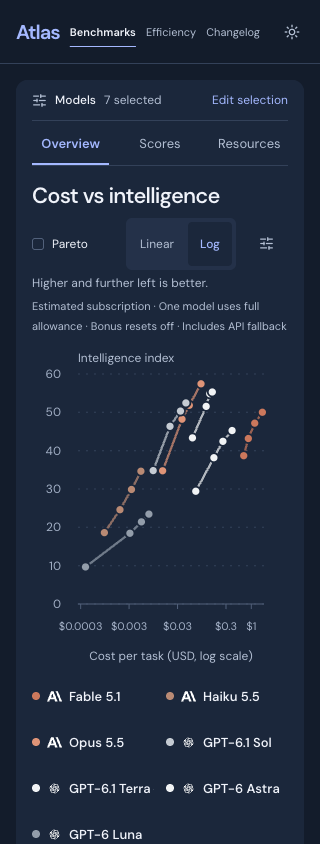 Atlas Benchmarks Efficiency Changelog
Models 7 selected Edit selection
Overview Scores Resources
Cost vs intelligence
Pareto Linear Log
Higher and further left is better.
Estimated subscription · One model uses full
allowance · Bonus resets off · Includes API fallback
Intelligence index
60
50
40
30
20
10
0
$0.0003 $0.003 $0.03 $0.3 $1
Cost per task (USD, log scale)
Fable 5.1 Haiku 5.5
Opus 5.5 GPT-6.1 Sol
GPT-6.1 Terra GPT-6 Astra
GPT-6 Luna